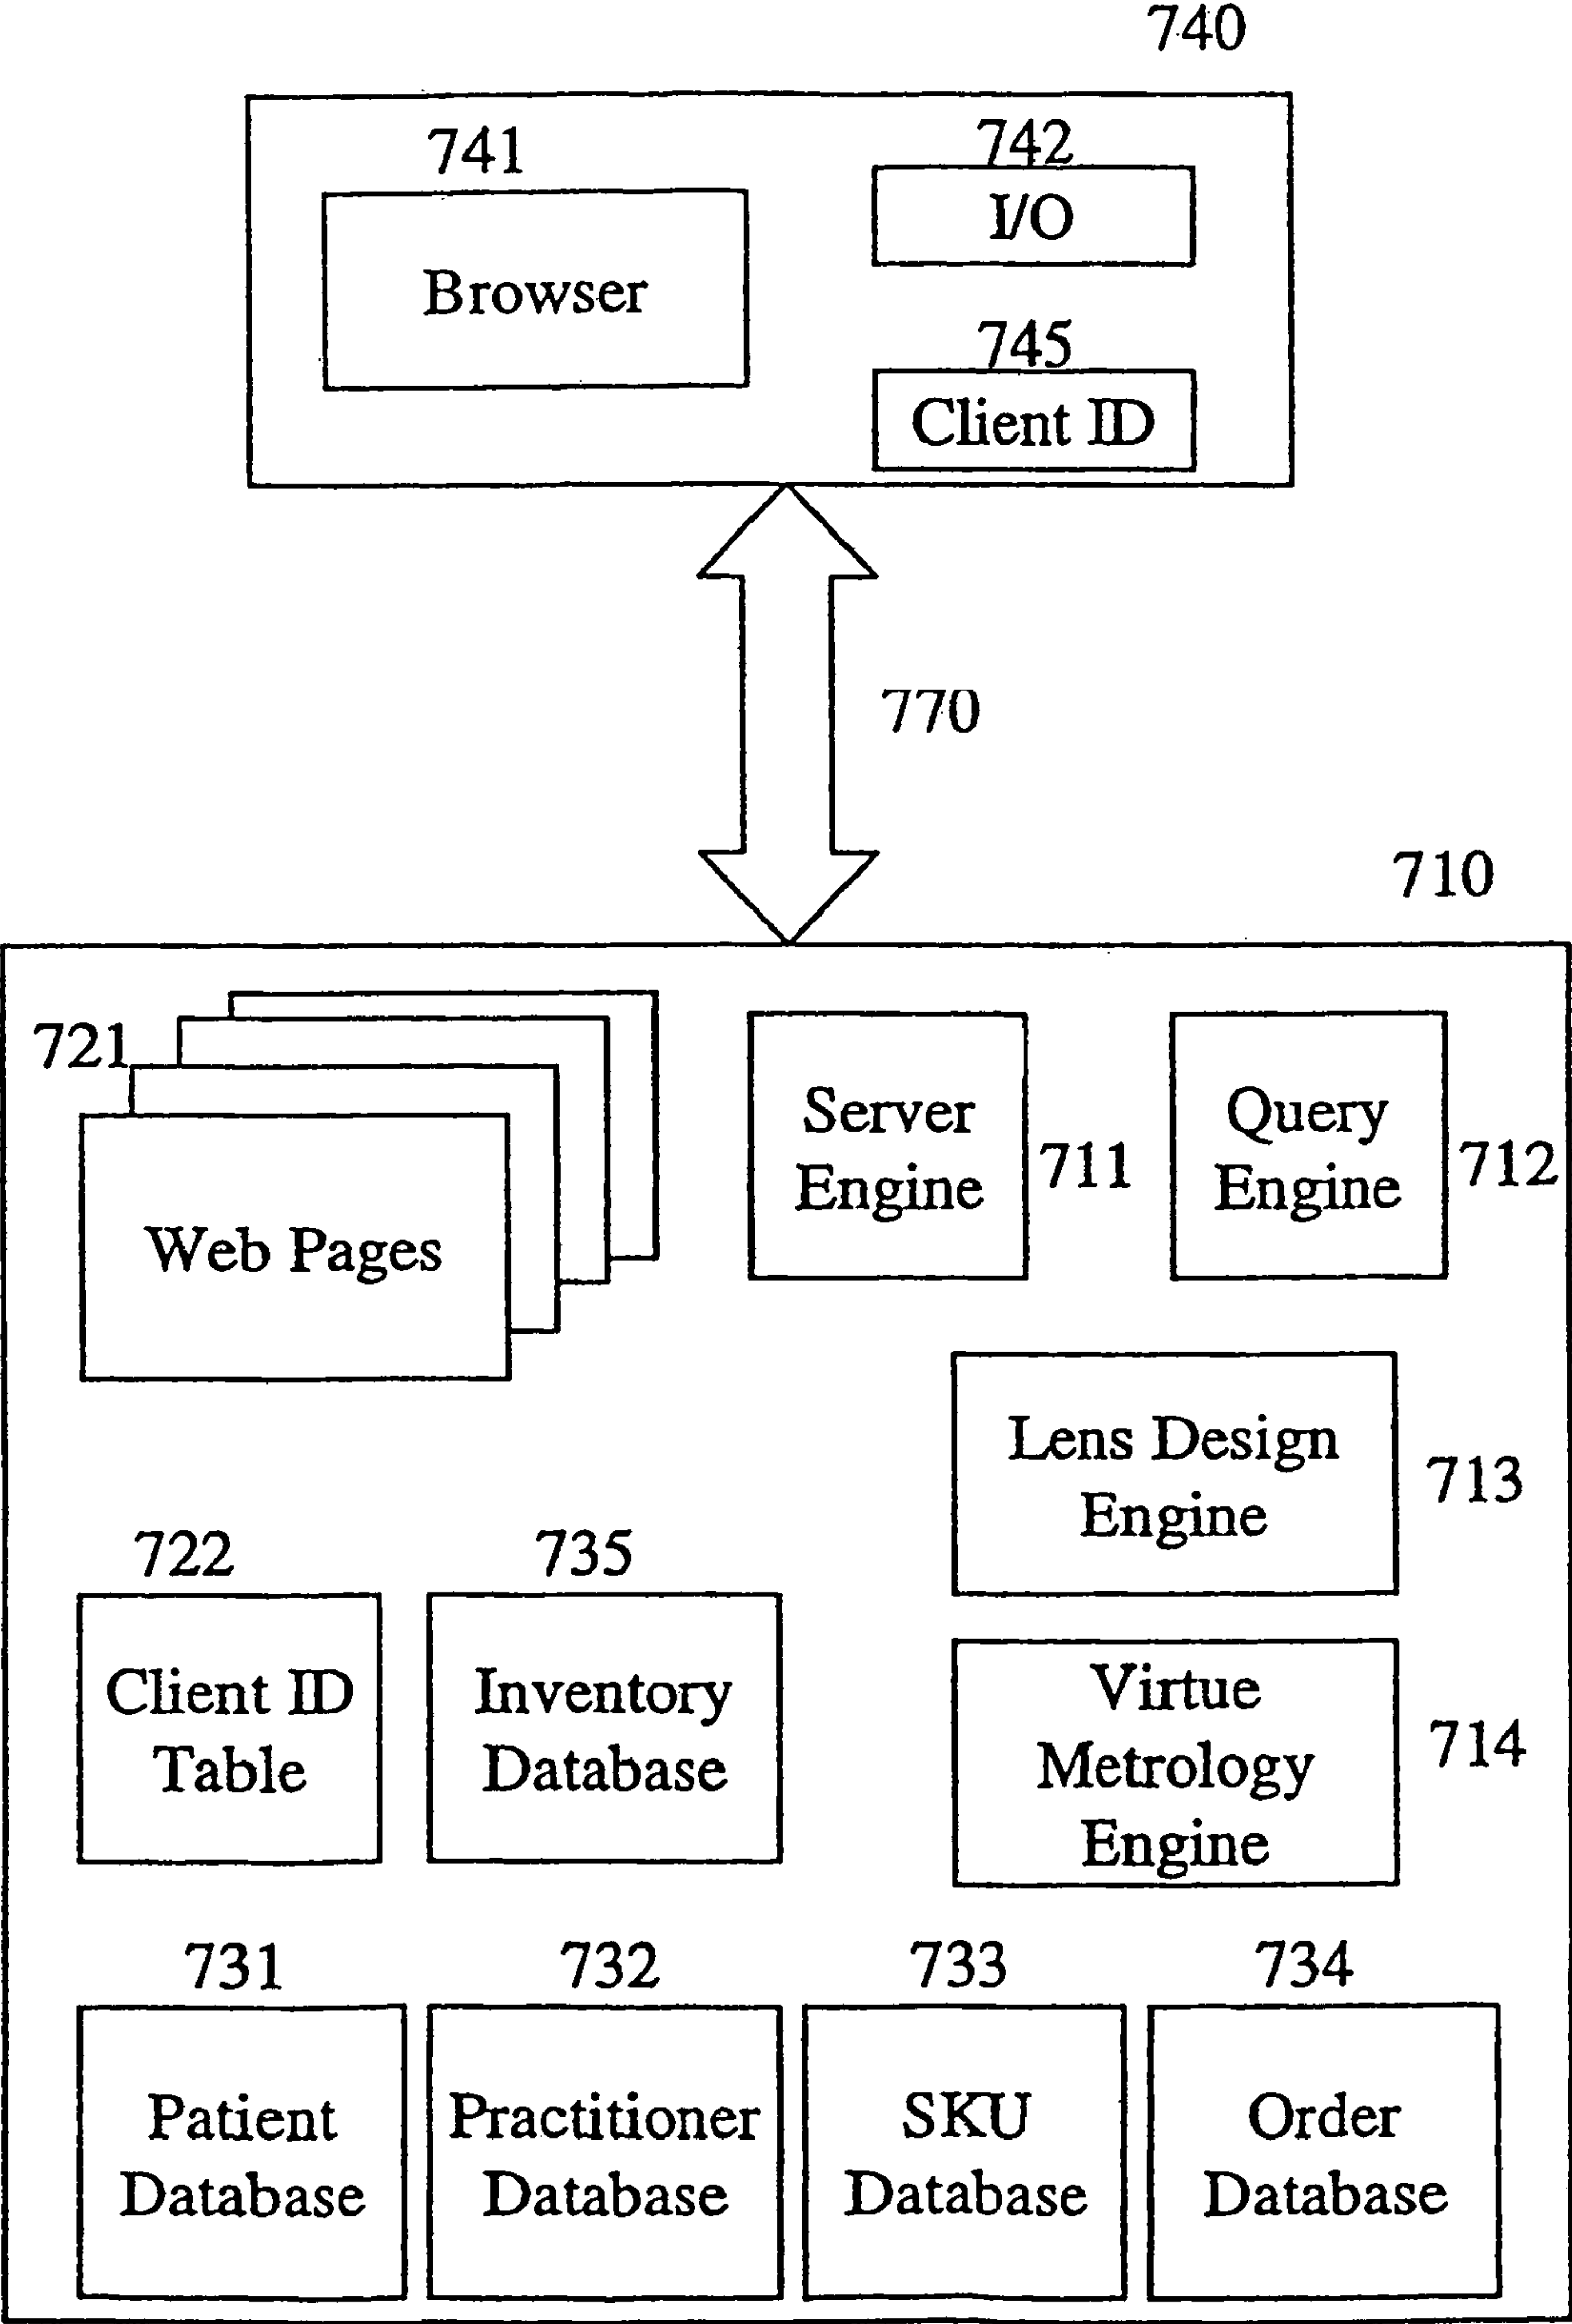 740
741
742
I/O
Browser
745
Client ID
770
710
721
Web Pages
Server
Engine
711
Query
Engine
712
Lens Design
Engine
713
722
Client ID
Table
735
Inventory
Database
Virtue
Metrology
Engine
714
731
Patient
Database
732
Practitioner
Database
733
SKU
Database
734
Order
Database